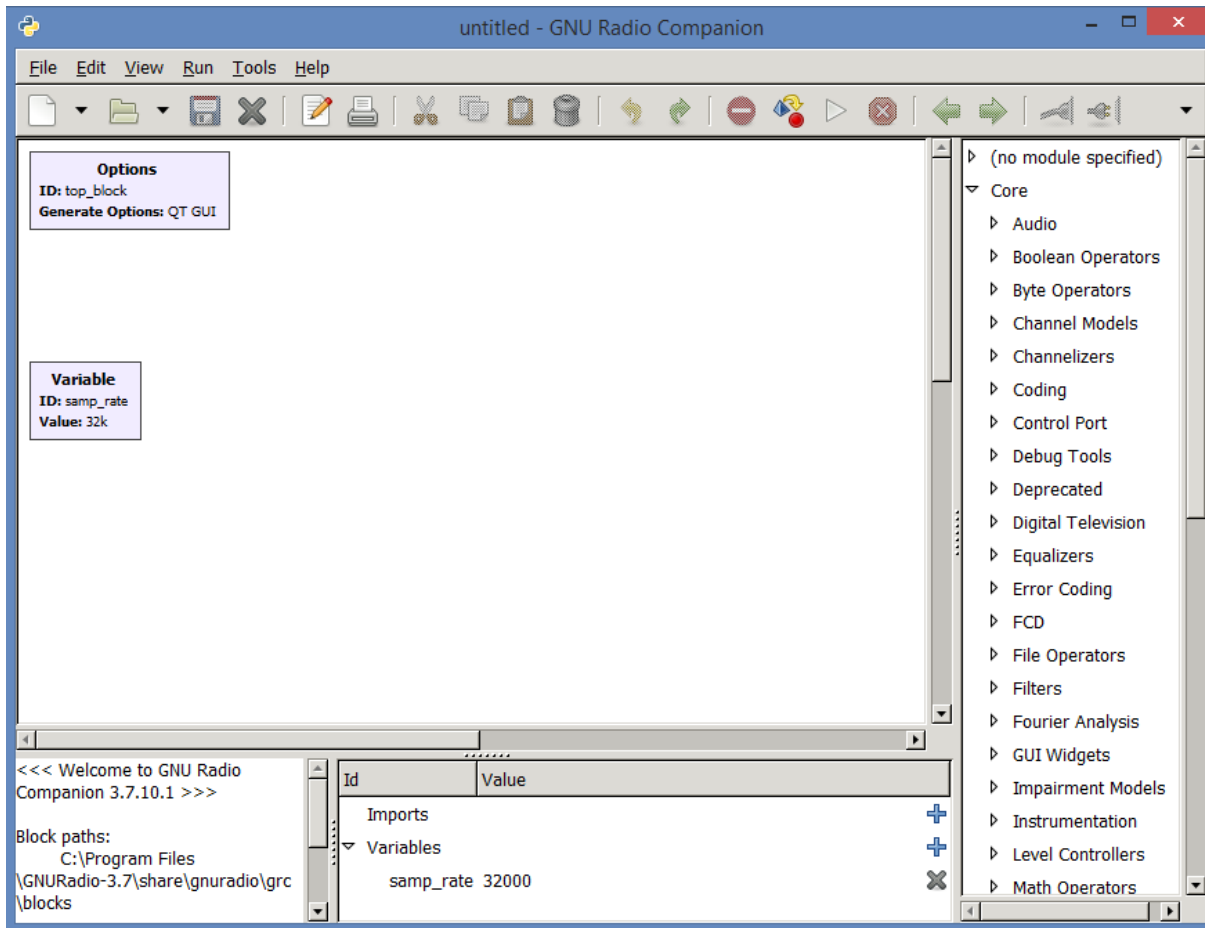 untitled - GNU Radio Companion
File Edit View Run Tools Help
Options
ID: top_block
Generate Options: QT GUI
Variable
ID: samp_rate
Value: 32k
(no module specified)
Core
Audio
Boolean Operators
Byte Operators
Channel Models
Channelizers
Coding
Control Port
Debug Tools
Deprecated
Digital Television
Equalizers
Error Coding
FCD
File Operators
Filters
Fourier Analysis
GUI Widgets
Impairment Models
Instrumentation
Level Controllers
Math Operators
<<< Welcome to GNU Radio
Companion 3.7.10.1 >>>
Block paths:
C:\Program Files
\GNURadio-3.7\share\gnuradio\grc
\blocks
Id Value
Imports
Variables
samp_rate 32000